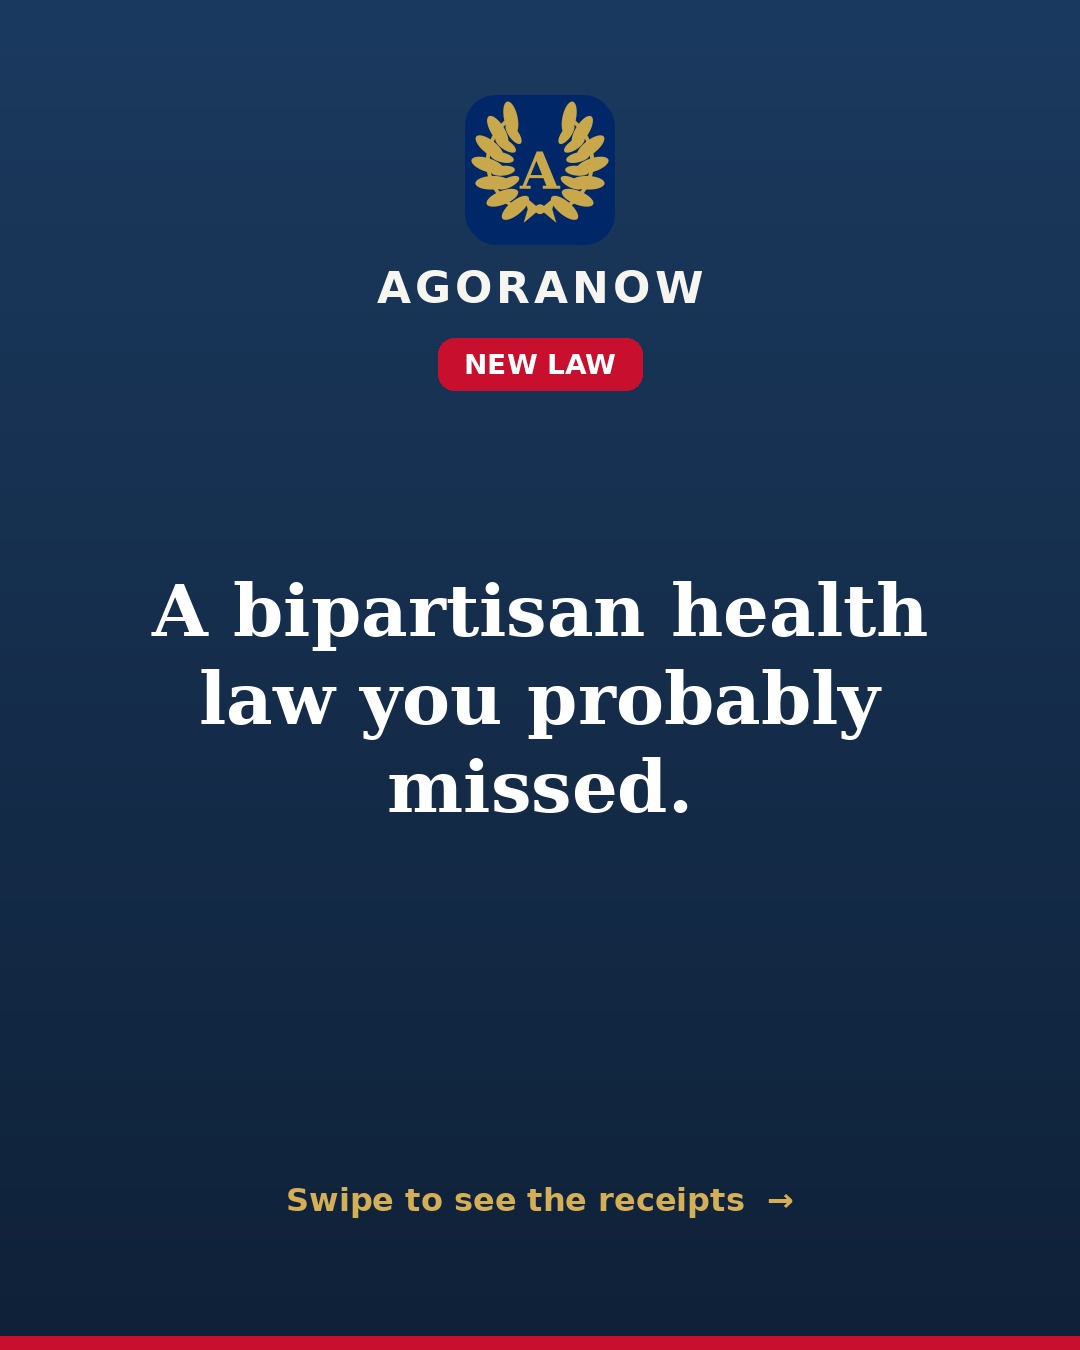 A
AGORANOW
NEW LAW
A bipartisan health
law you probably
missed.
Swipe to see the receipts →